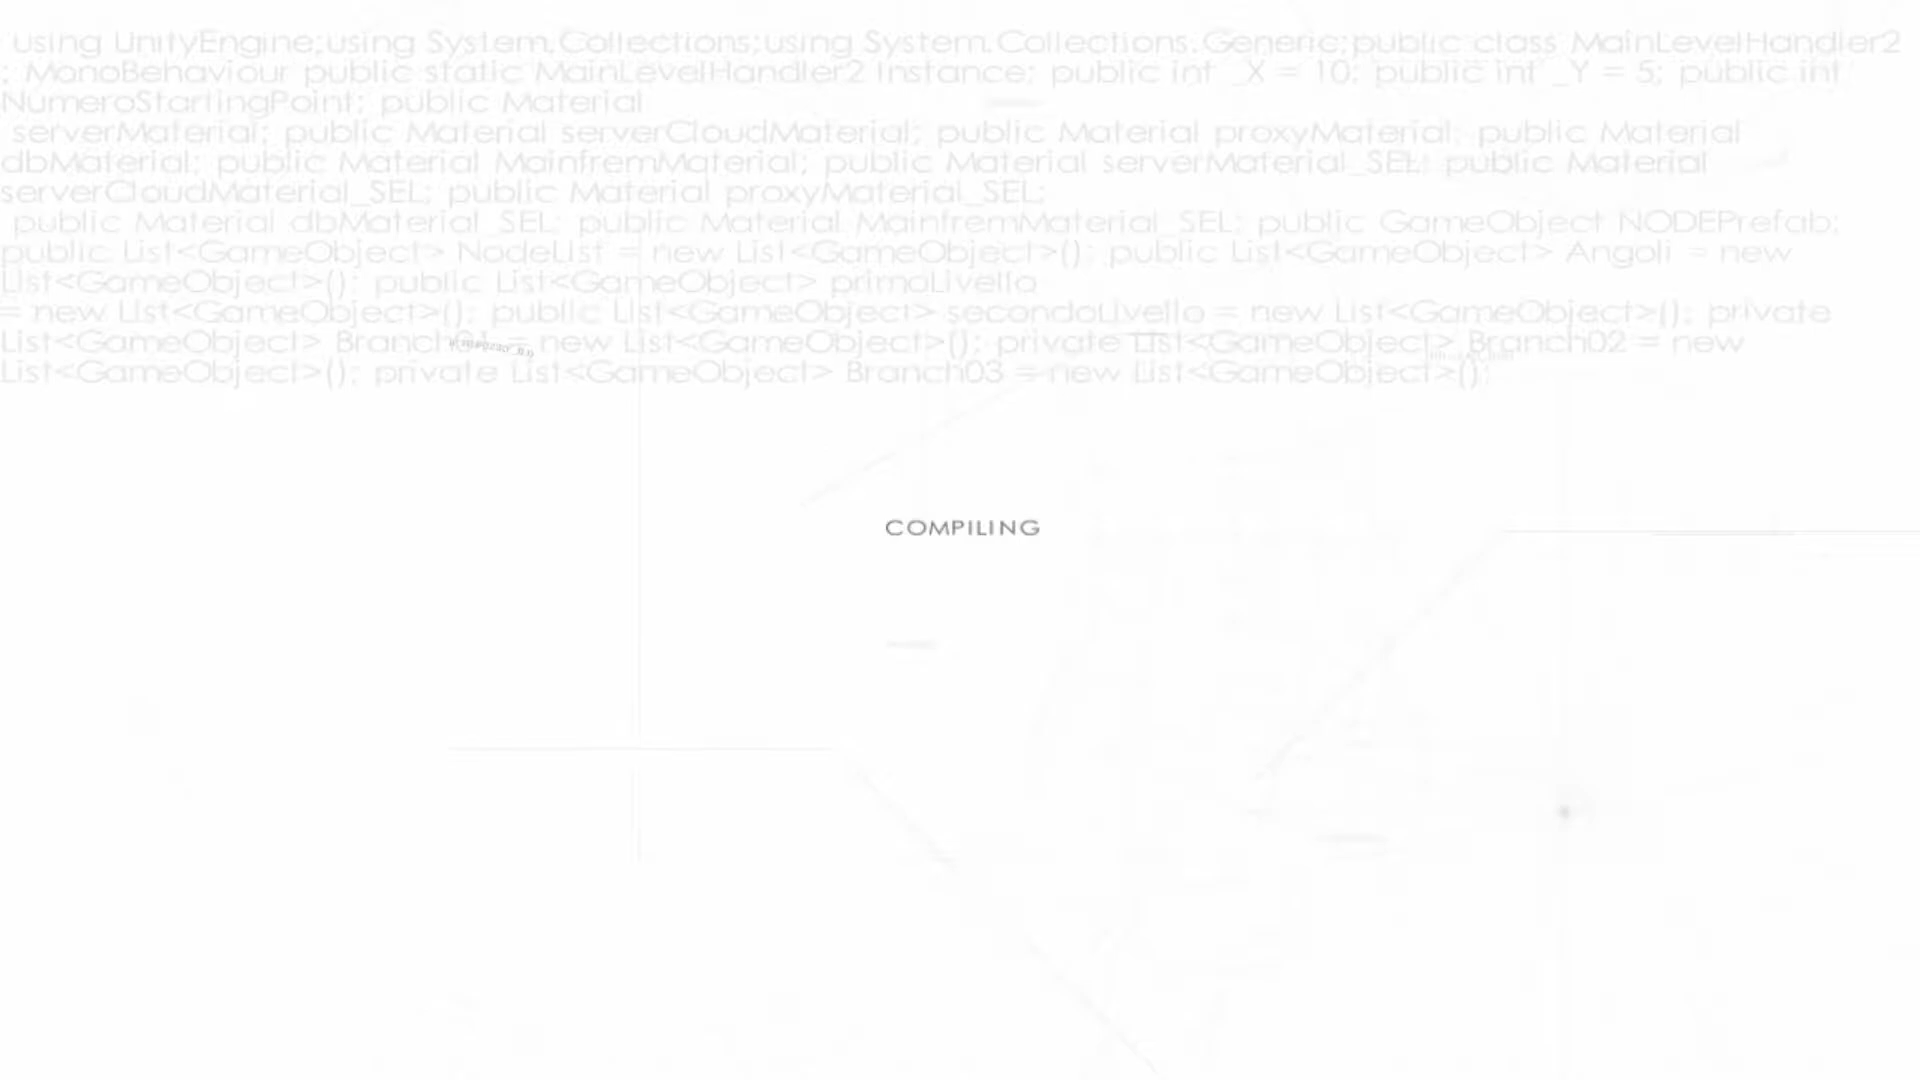 using UnityEngine;using System.Collections;using System.Collections.Generic;public class MainLevelHandler2
: MonoBehaviour public static MainLevelHandler2 Instance; public int _X = 10; public int _Y = 5; public int
NumeroStartingPoint; public Material
serverMaterial; public Material serverCloudMaterial; public Material proxyMaterial; public Material
dbMaterial; public Material MainfremMaterial; public Material serverMaterial_SEL; public Material
serverCloudMaterial_SEL; public Material proxyMaterial_SEL;
public Material dbMaterial_SEL; public Material MainfremMaterial_SEL; public GameObject NODEPrefab;
public List<GameObject> NodeList = new List<GameObject>(); public List<GameObject> Angoli = new
List<GameObject>(); public List<GameObject> primoLivello
= new List<GameObject>(); public List<GameObject> secondoLivello = new List<GameObject>(); private
List<GameObject> Branch01 = new List<GameObject>(); private List<GameObject> Branch02 = new
List<GameObject>(); private List<GameObject> Branch03 = new List<GameObject>();
COMPILING